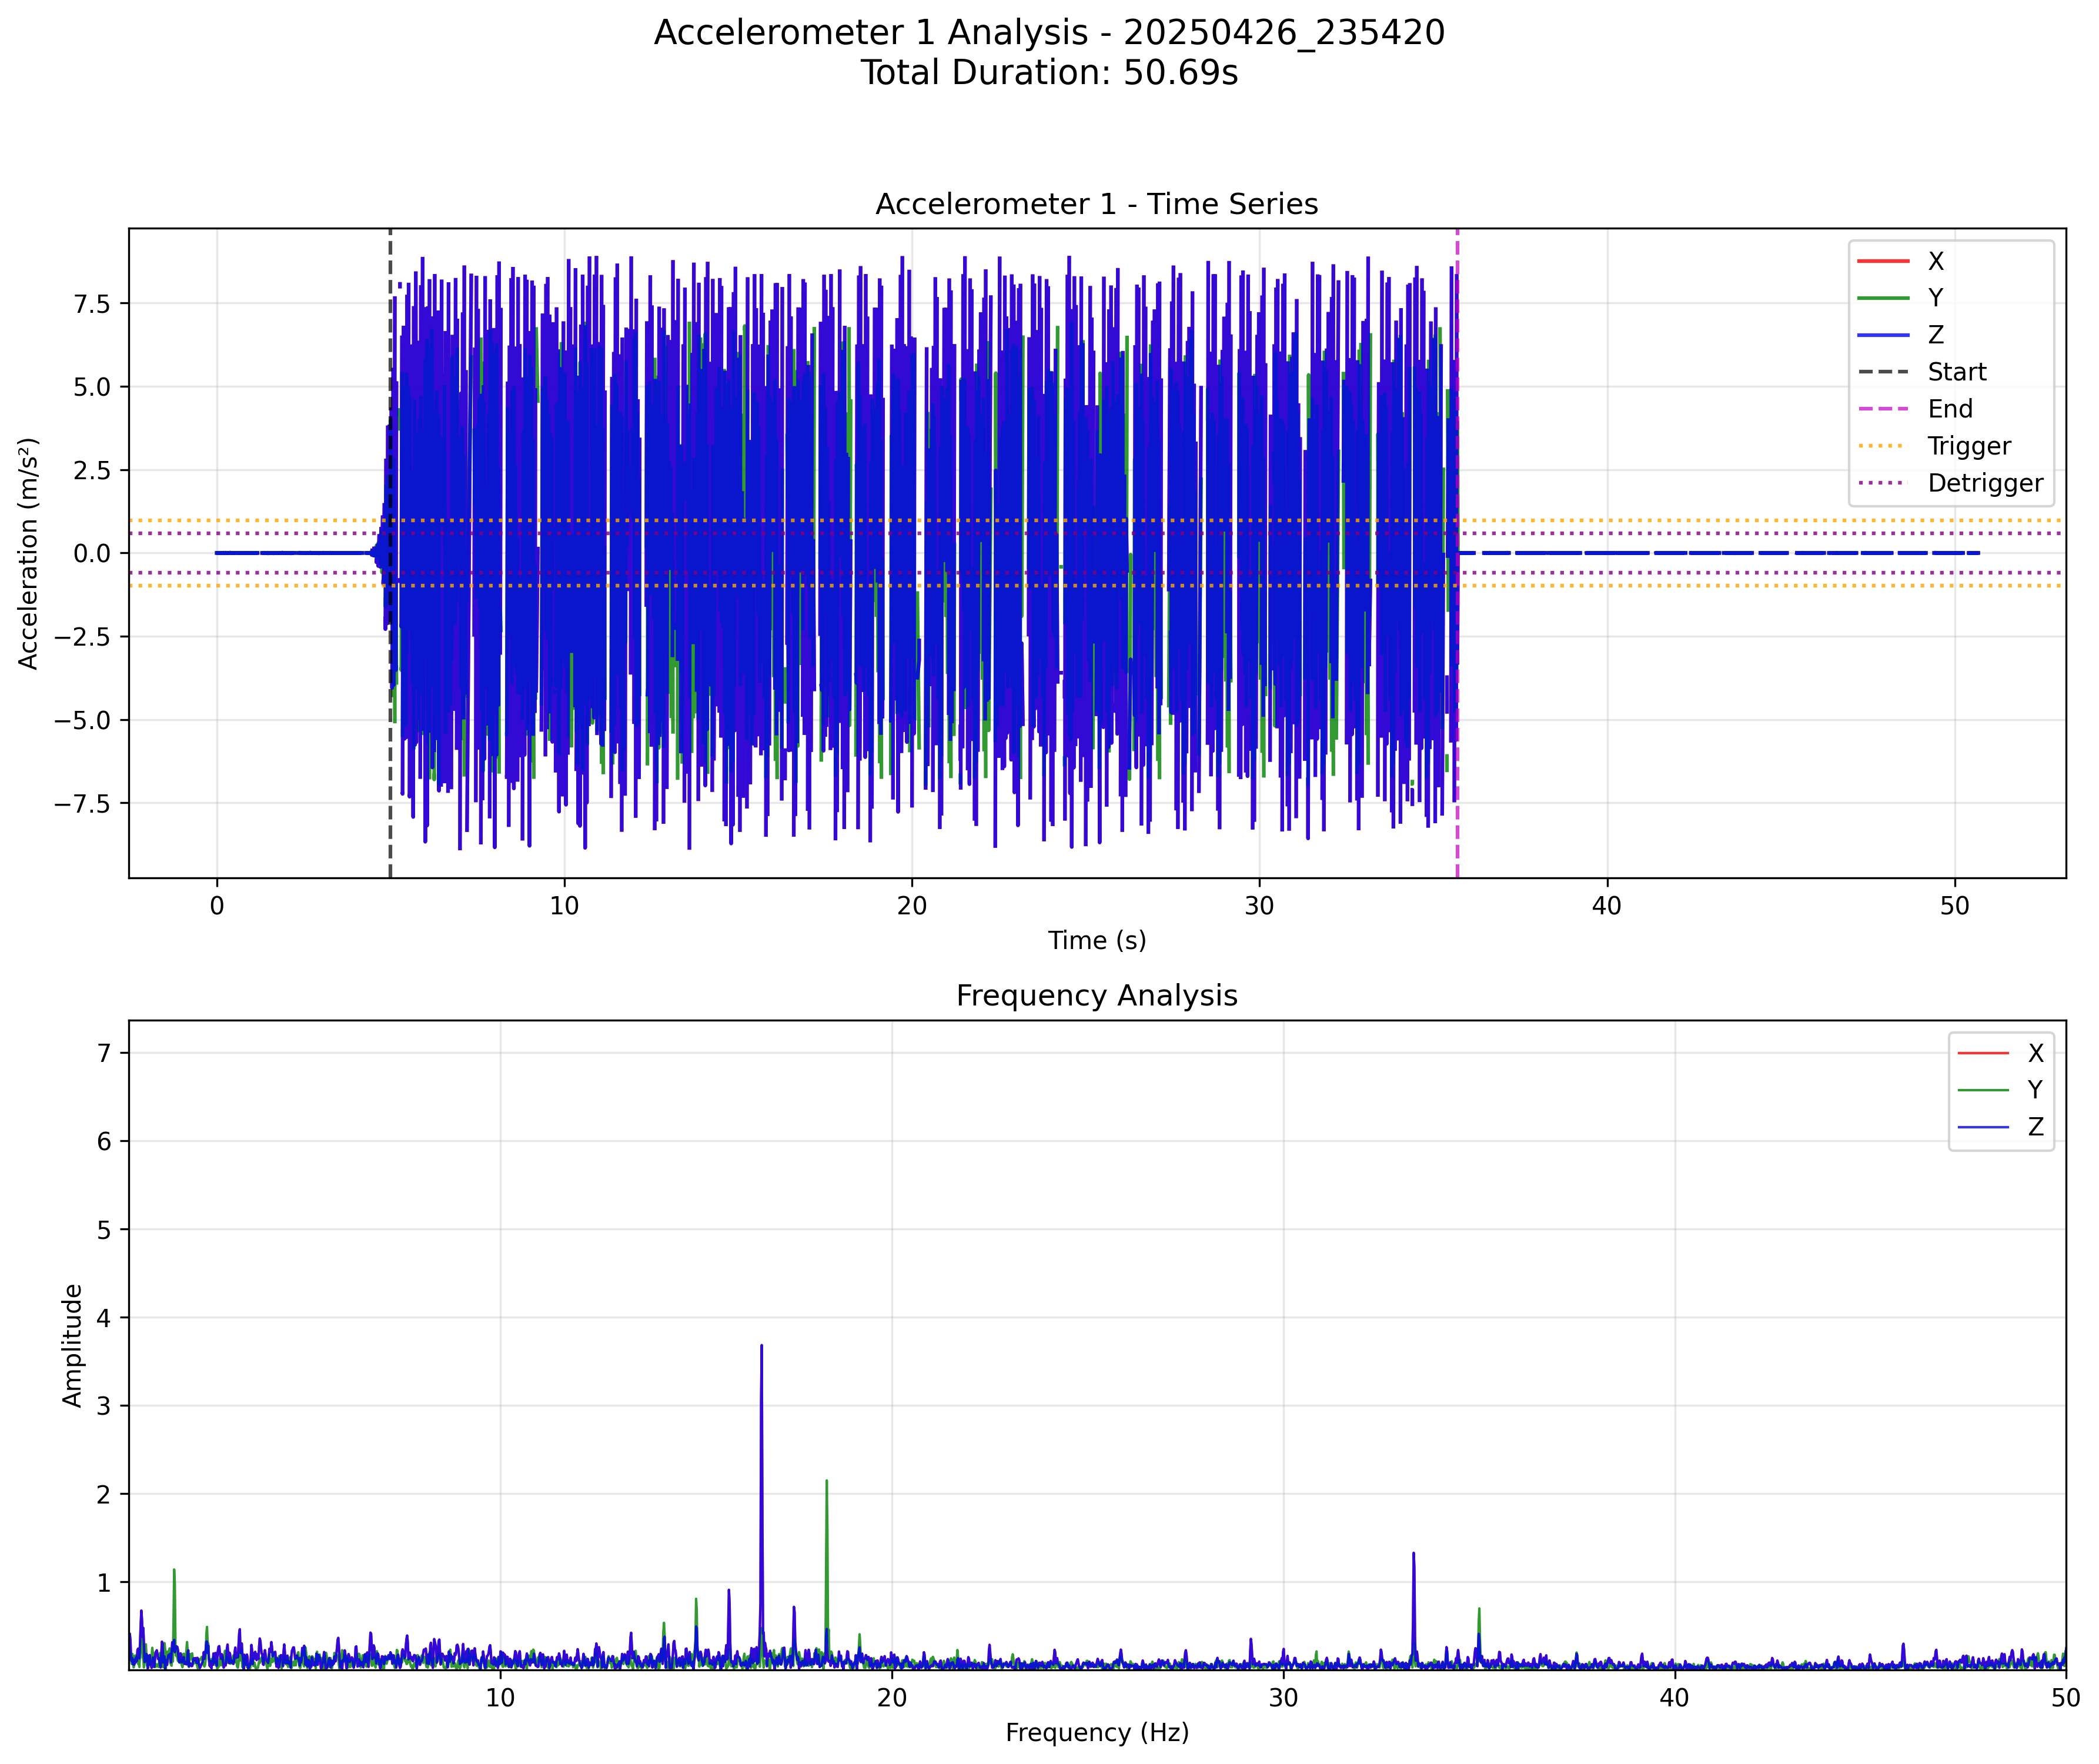 Accelerometer 1 Analysis - 20250426_235420
Total Duration: 50.69s
Accelerometer 1 - Time Series
Acceleration (m/s²)
7.5
5.0
2.5
0.0
−2.5
−5.0
−7.5
X
Y
Z
Start
End
Trigger
Detrigger
0 10 20 30 40 50
Time (s)
Frequency Analysis
Amplitude
7
6
5
4
3
2
1
X
Y
Z
10 20 30 40 50
Frequency (Hz)